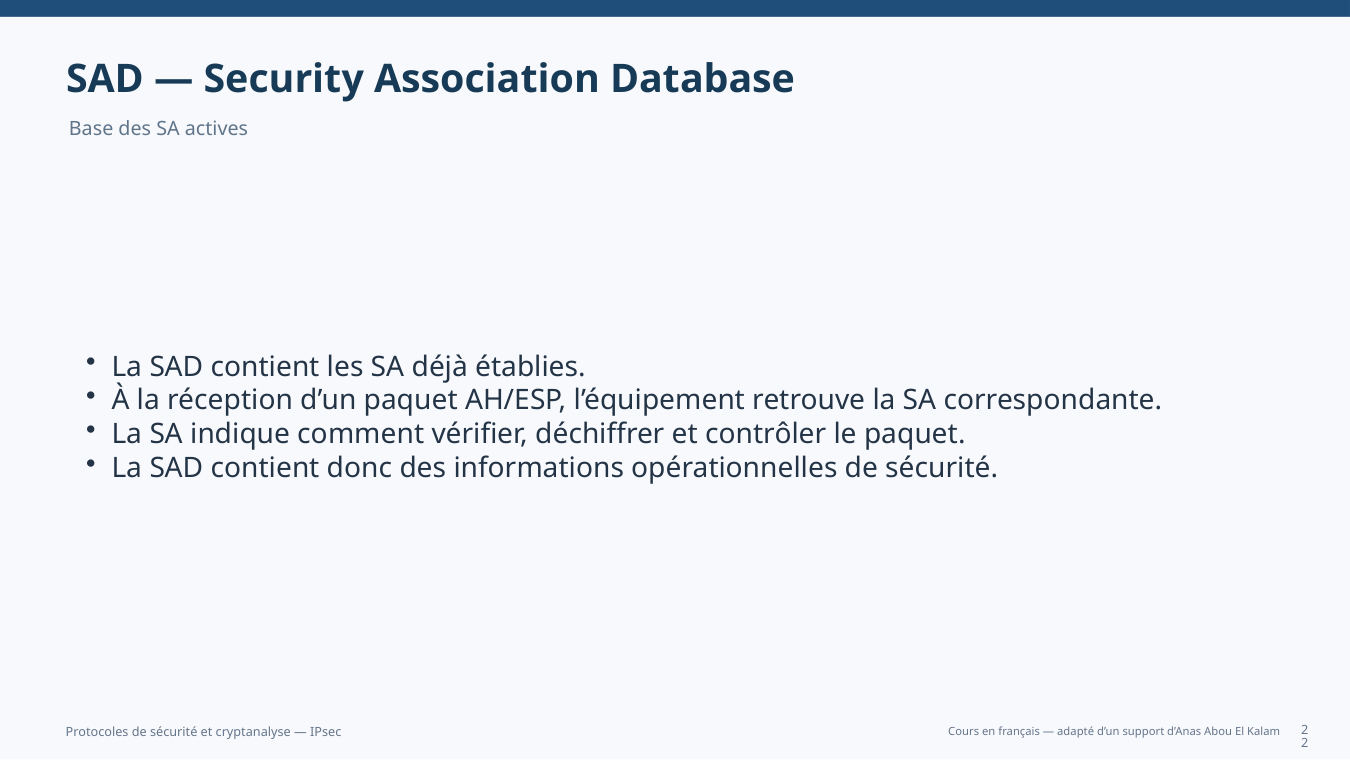 SAD — Security Association Database
Base des SA actives
• La SAD contient les SA déjà établies.
• À la réception d’un paquet AH/ESP, l’équipement retrouve la SA correspondante.
• La SA indique comment vérifier, déchiffrer et contrôler le paquet.
• La SAD contient donc des informations opérationnelles de sécurité.
Protocoles de sécurité et cryptanalyse — IPsec
Cours en français — adapté d’un support d’Anas Abou El Kalam
2
2